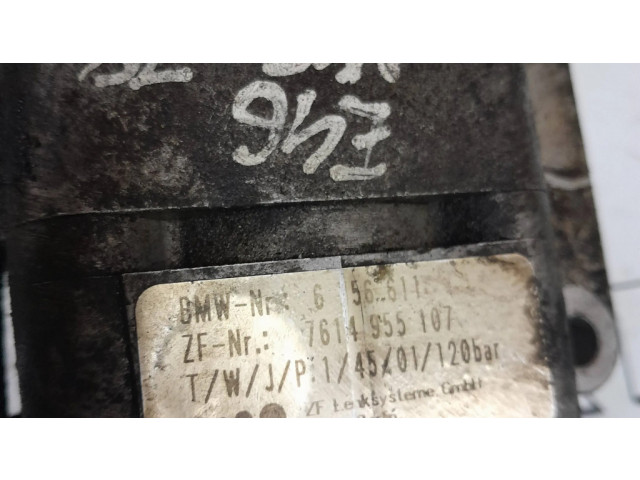 E46
BMW-Nr.: 6 756.611
ZF-Nr.: 7614 955 107
T/W/J/P: 1/45/01/120bar
ZF Lenksysteme GmbH